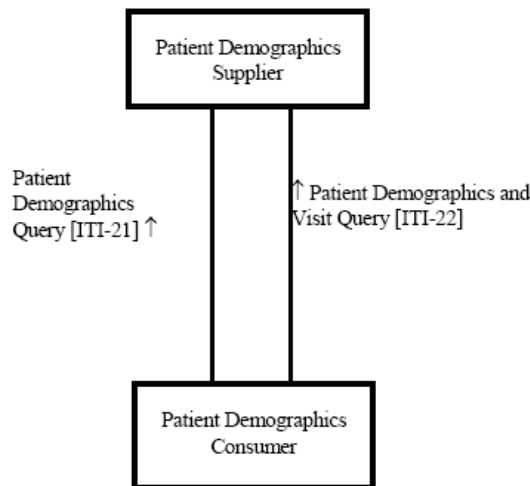 Patient Demographics
Supplier
Patient
Demographics
Query [ITI-21] ↑
↑ Patient Demographics and
Visit Query [ITI-22]
Patient Demographics
Consumer